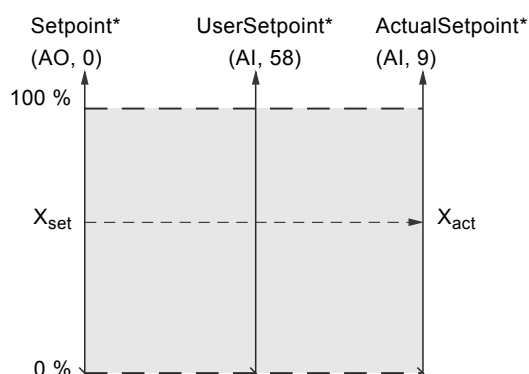 Setpoint* UserSetpoint* ActualSetpoint*
(AO, 0) (AI, 58) (AI, 9)
100 %
Xset Xact
0 %